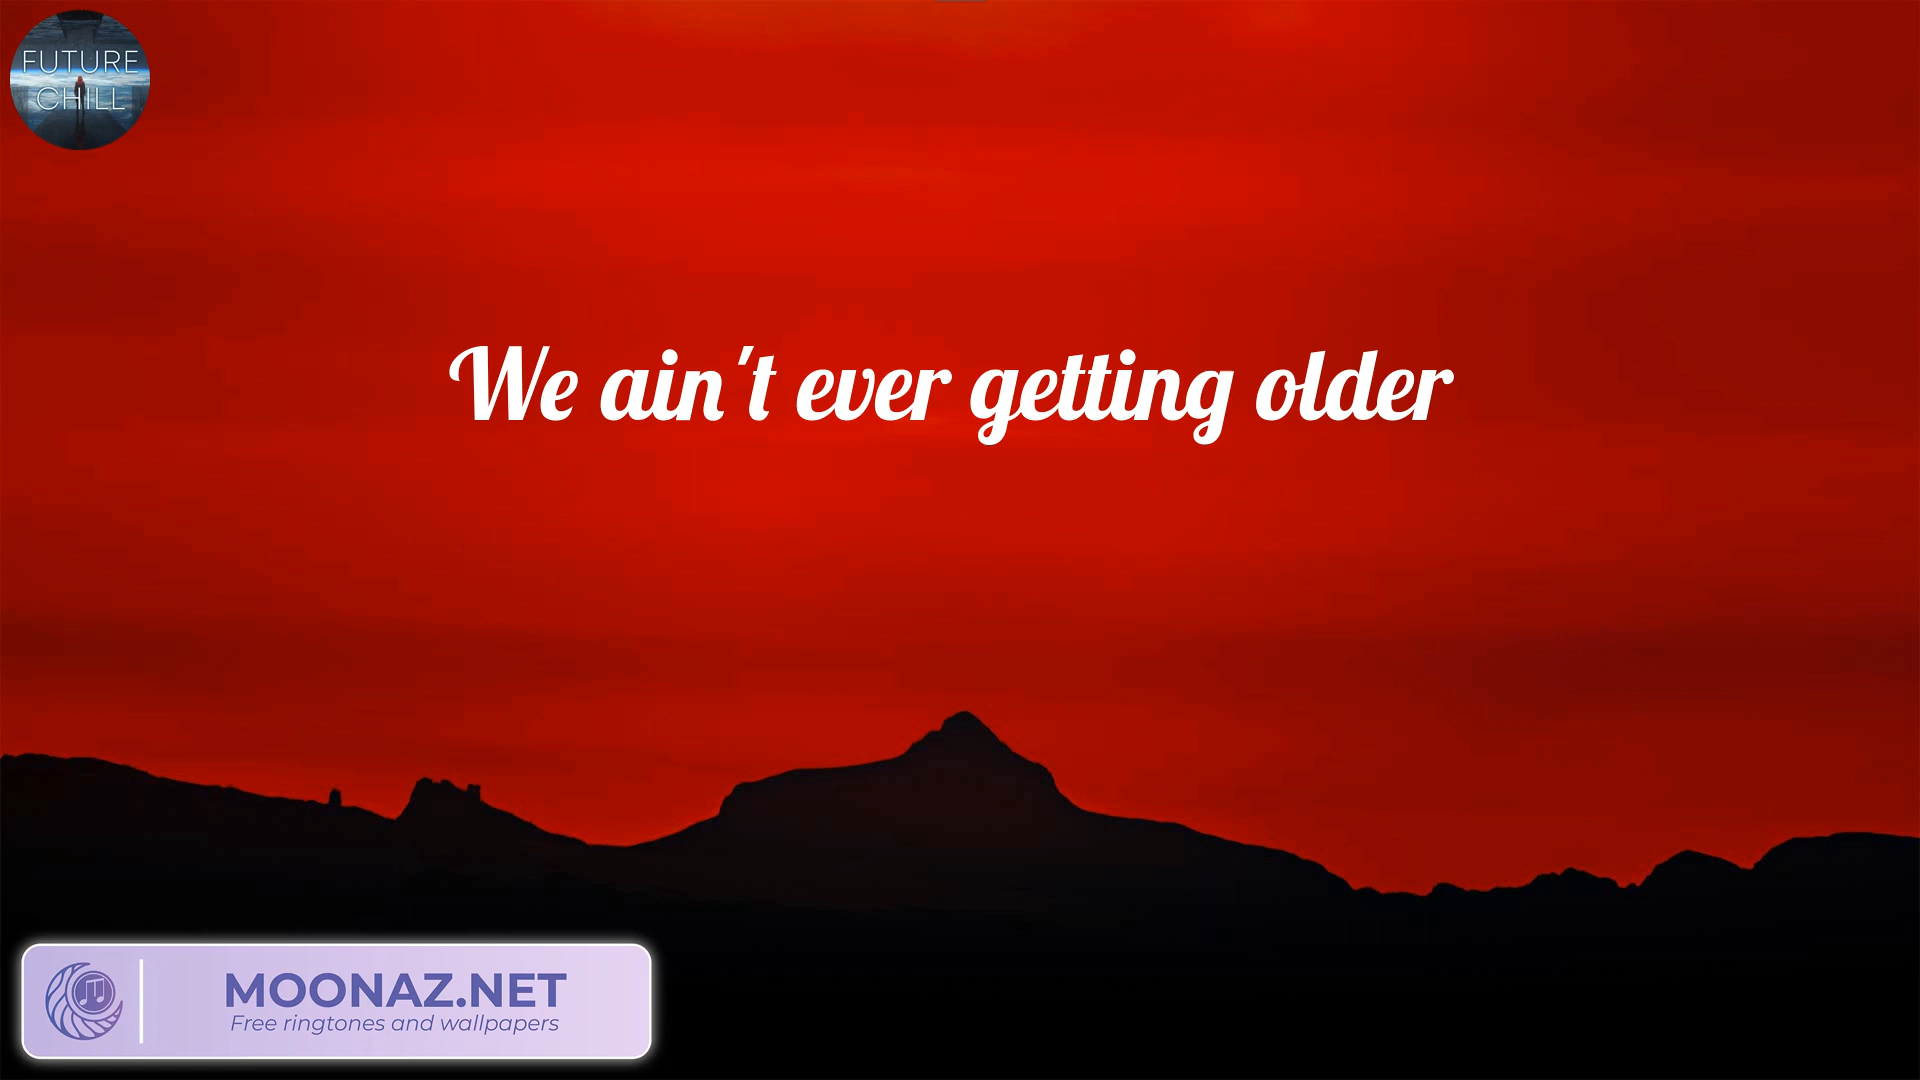 FUTURE
CHILL
We ain't ever getting older
MOONAZ.NET
Free ringtones and wallpapers